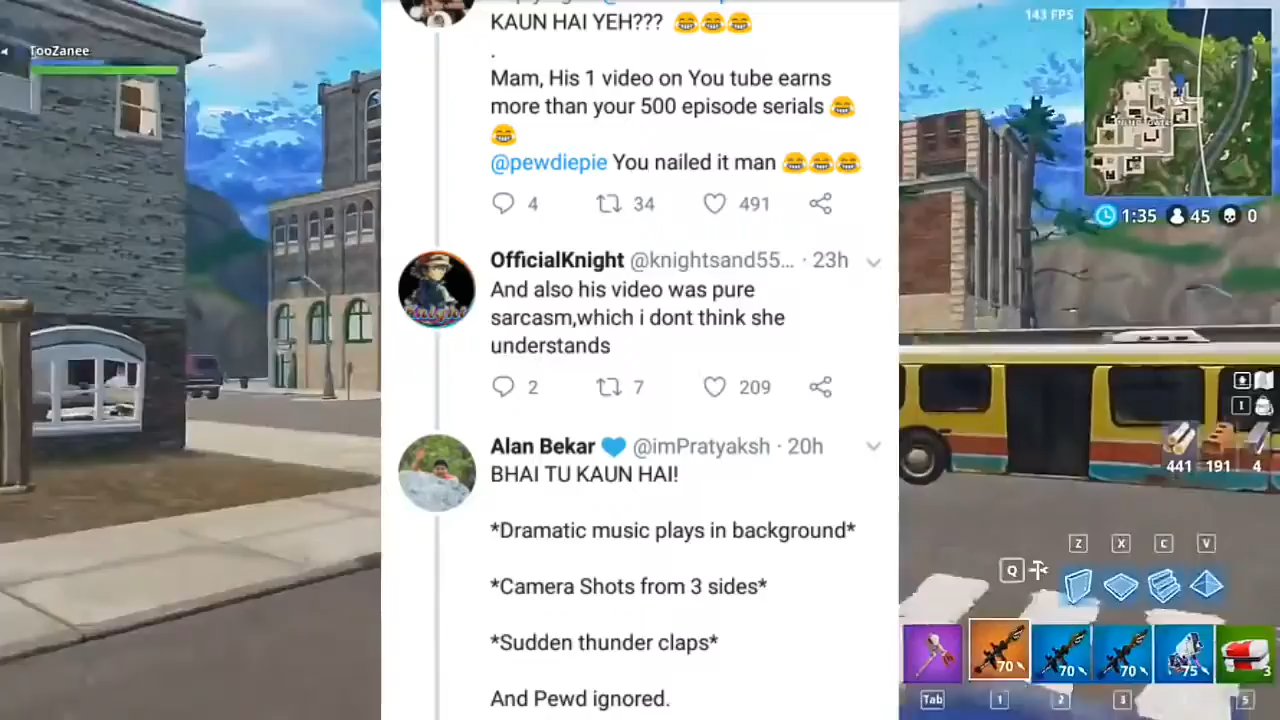 TooZanee
KAUN HAI YEH??? 😂😂😂
.
Mam, His 1 video on You tube earns
more than your 500 episode serials 😂
😂
@pewdiepie You nailed it man 😂😂😂
4 34 491
OfficialKnight @knightsand55... · 23h
And also his video was pure
sarcasm,which i dont think she
understands
2 7 209
Alan Bekar 💙 @imPratyaksh · 20h
BHAI TU KAUN HAI!!
*Dramatic music plays in background*
*Camera Shots from 3 sides*
*Sudden thunder claps*
And Pewd ignored.
143 FPS
1:35 45 0
I
441 191 4
Z X C V
Q
70 70 70 75 3
Tab 1 2 3 5